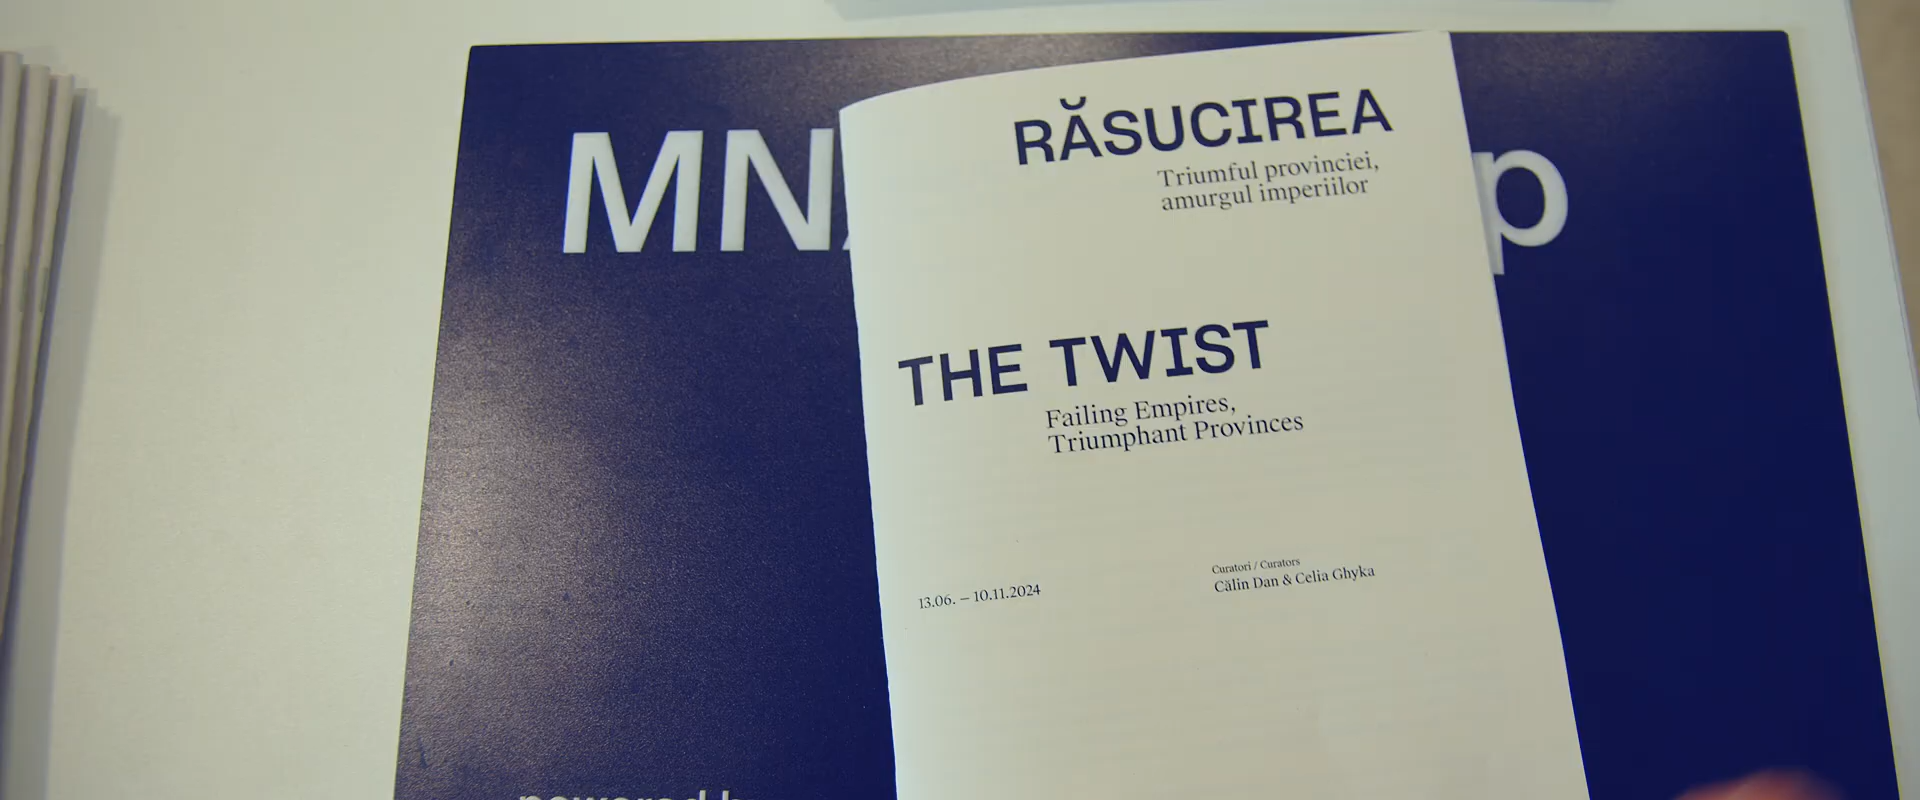 MN
p
RĂSUCIREA
Triumful provinciei,
amurgul imperiilor
THE TWIST
Failing Empires,
Triumphant Provinces
Curatori / Curators
Călin Dan & Celia Ghyka
13.06. – 10.11.2024
powered